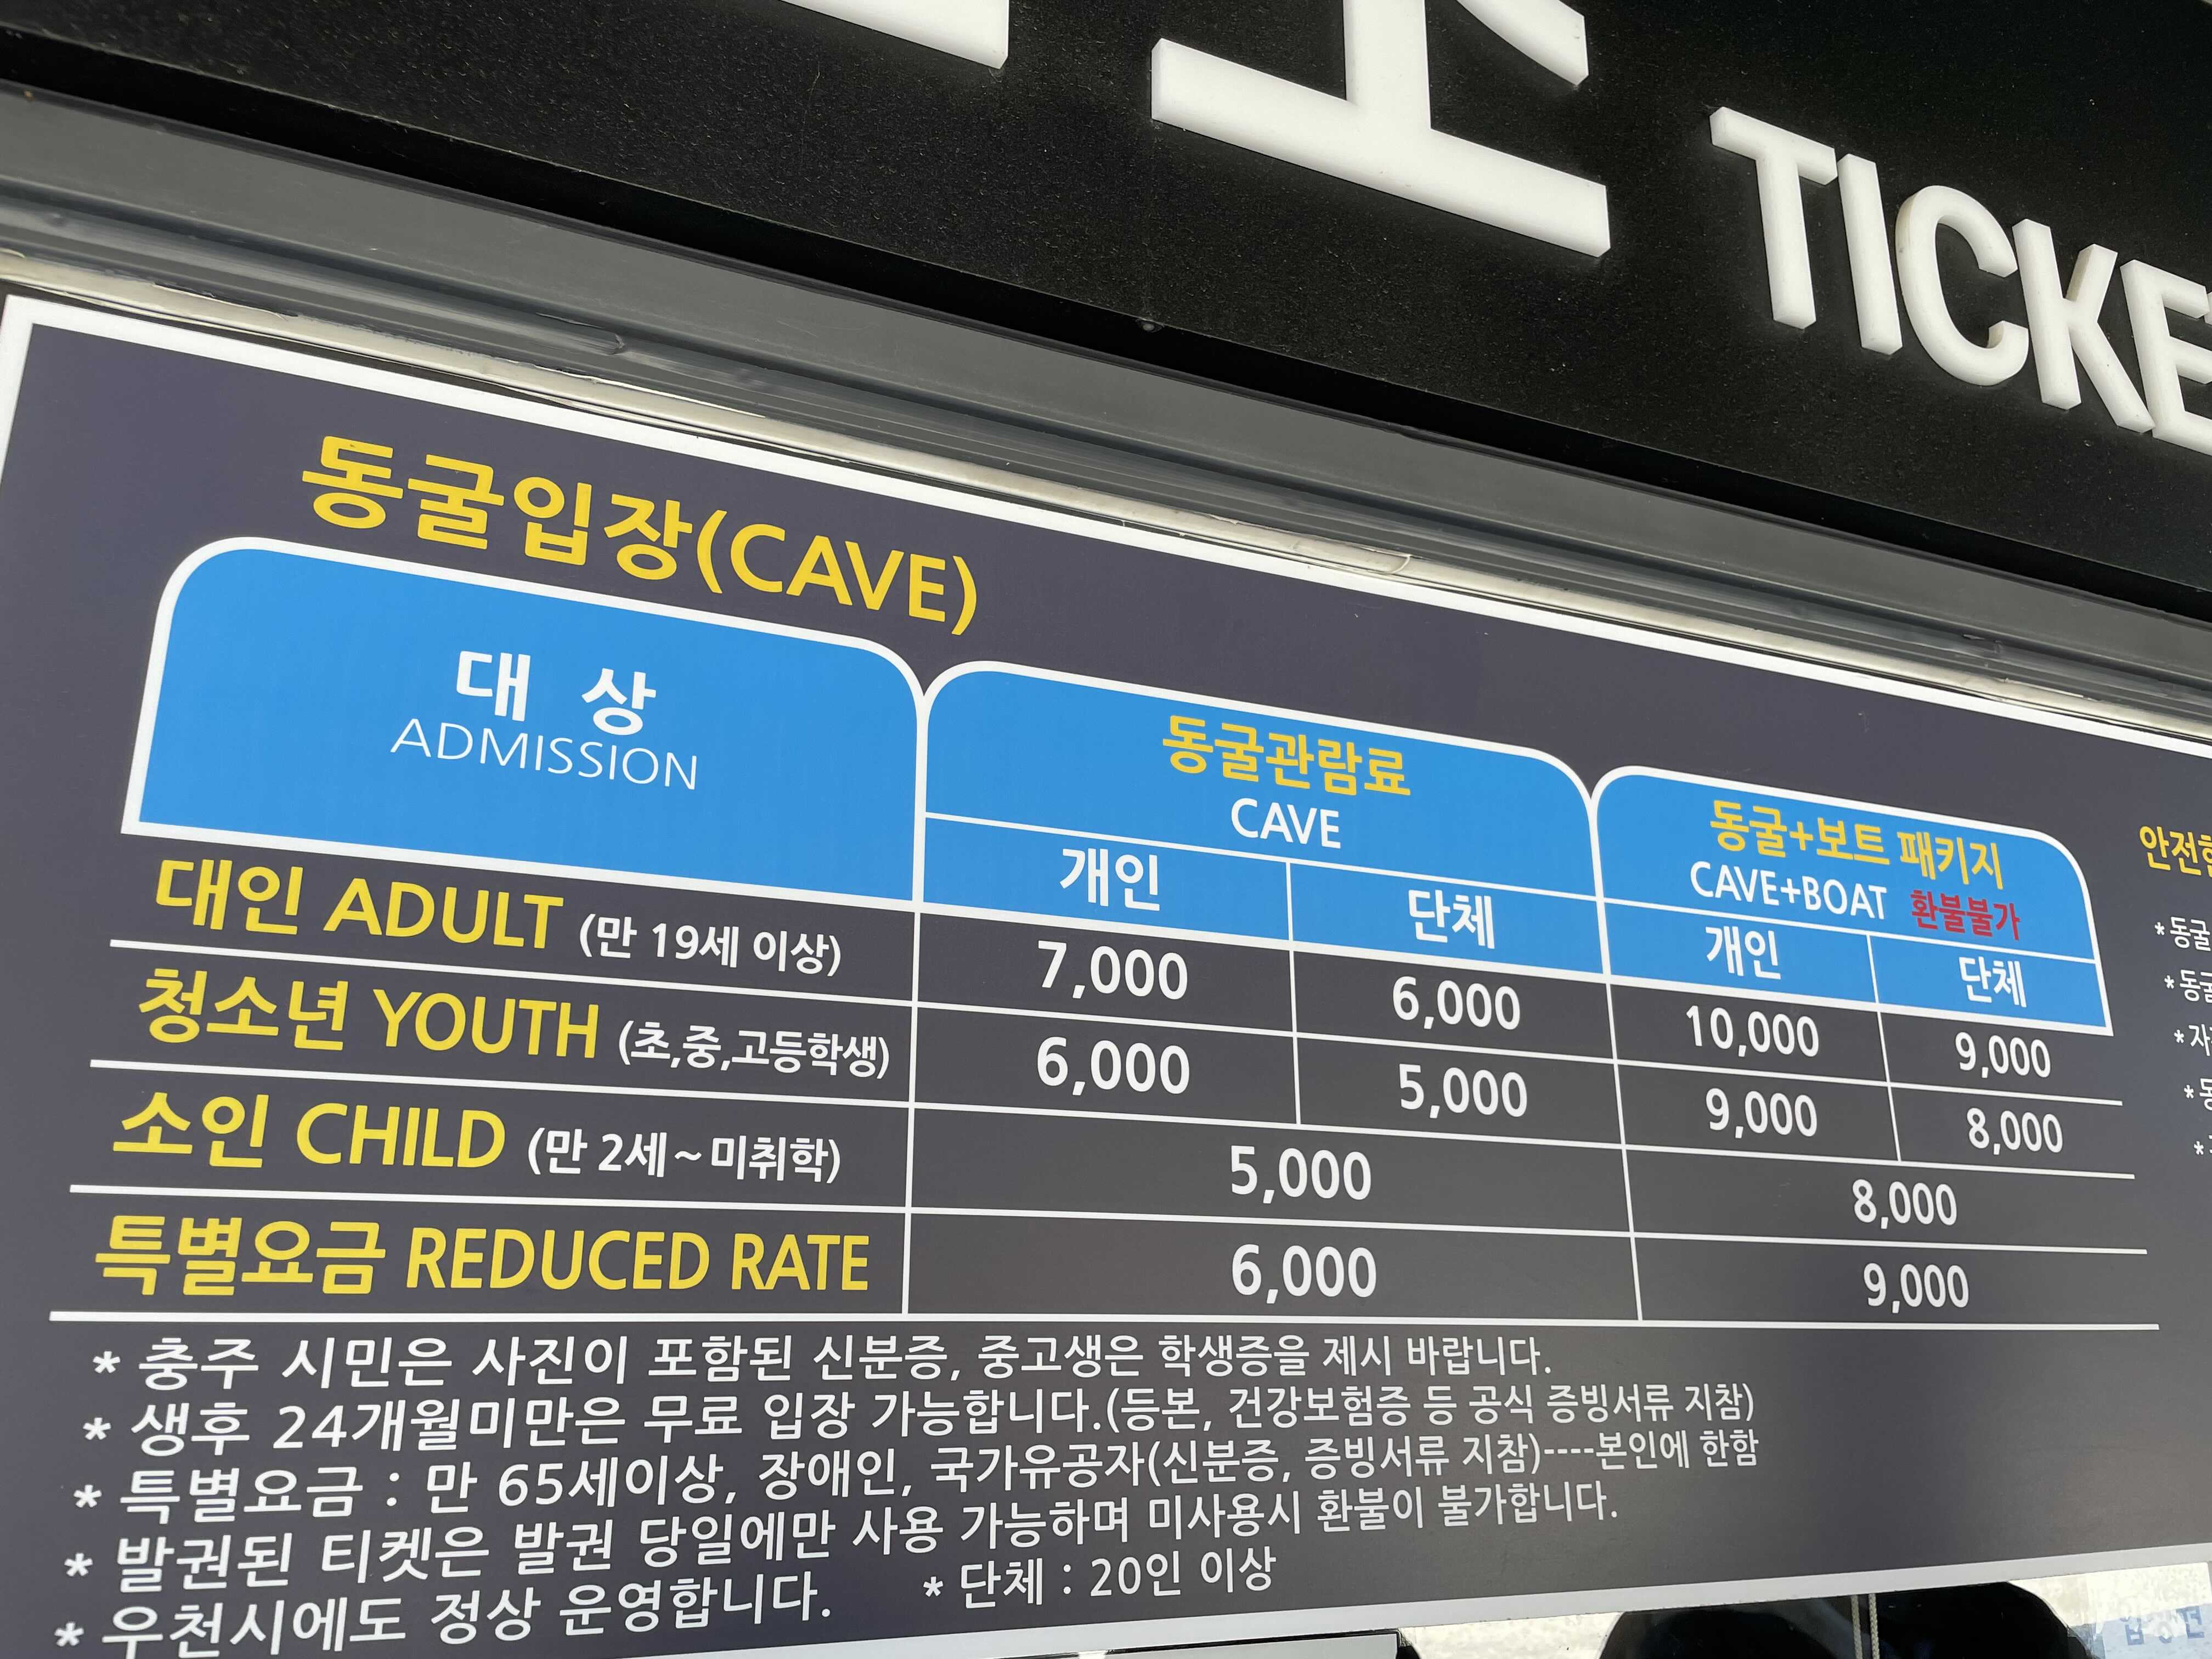 TICKE
동굴입장(CAVE)
대 상
ADMISSION
동굴관람료
CAVE
동굴+보트 패키지
CAVE+BOAT 환불불가
개인 단체 개인 단체
대인 ADULT (만 19세 이상) 7,000 6,000 10,000 9,000
청소년 YOUTH (초,중,고등학생) 6,000 5,000 9,000 8,000
소인 CHILD (만 2세~미취학) 5,000 8,000
특별요금 REDUCED RATE 6,000 9,000
* 충주 시민은 사진이 포함된 신분증, 중고생은 학생증을 제시 바랍니다.
* 생후 24개월미만은 무료 입장 가능합니다.(등본, 건강보험증 등 공식 증빙서류 지참)
* 특별요금 : 만 65세이상, 장애인, 국가유공자(신분증, 증빙서류 지참)----본인에 한함
* 발권된 티켓은 발권 당일에만 사용 가능하며 미사용시 환불이 불가합니다.
* 우천시에도 정상 운영합니다. * 단체 : 20인 이상
* 동굴